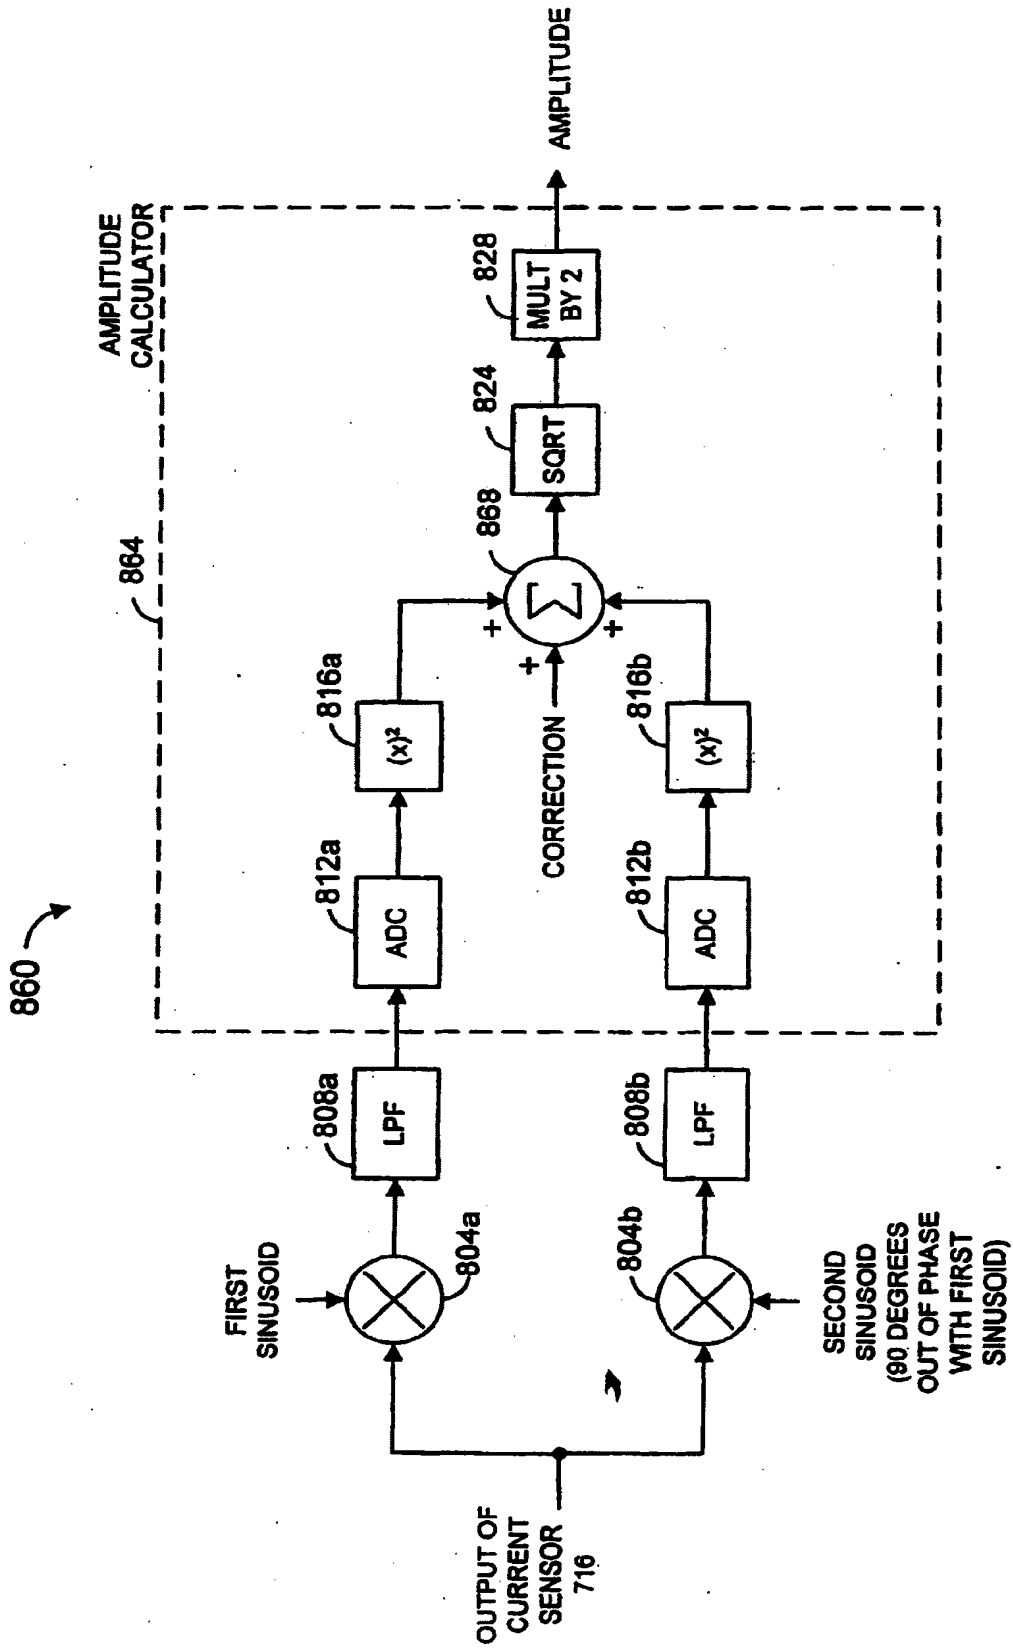 860
864
AMPLITUDE
CALCULATOR
FIRST
SINUSOID
804a
808a
LPF
812a
ADC
816a
(x)²
+
+
+
868
Σ
824
SQRT
828
MULT
BY 2
AMPLITUDE
CORRECTION
OUTPUT OF
CURRENT
SENSOR
716
804b
808b
LPF
812b
ADC
816b
(x)²
SECOND
SINUSOID
(90 DEGREES
OUT OF PHASE
WITH FIRST
SINUSOID)